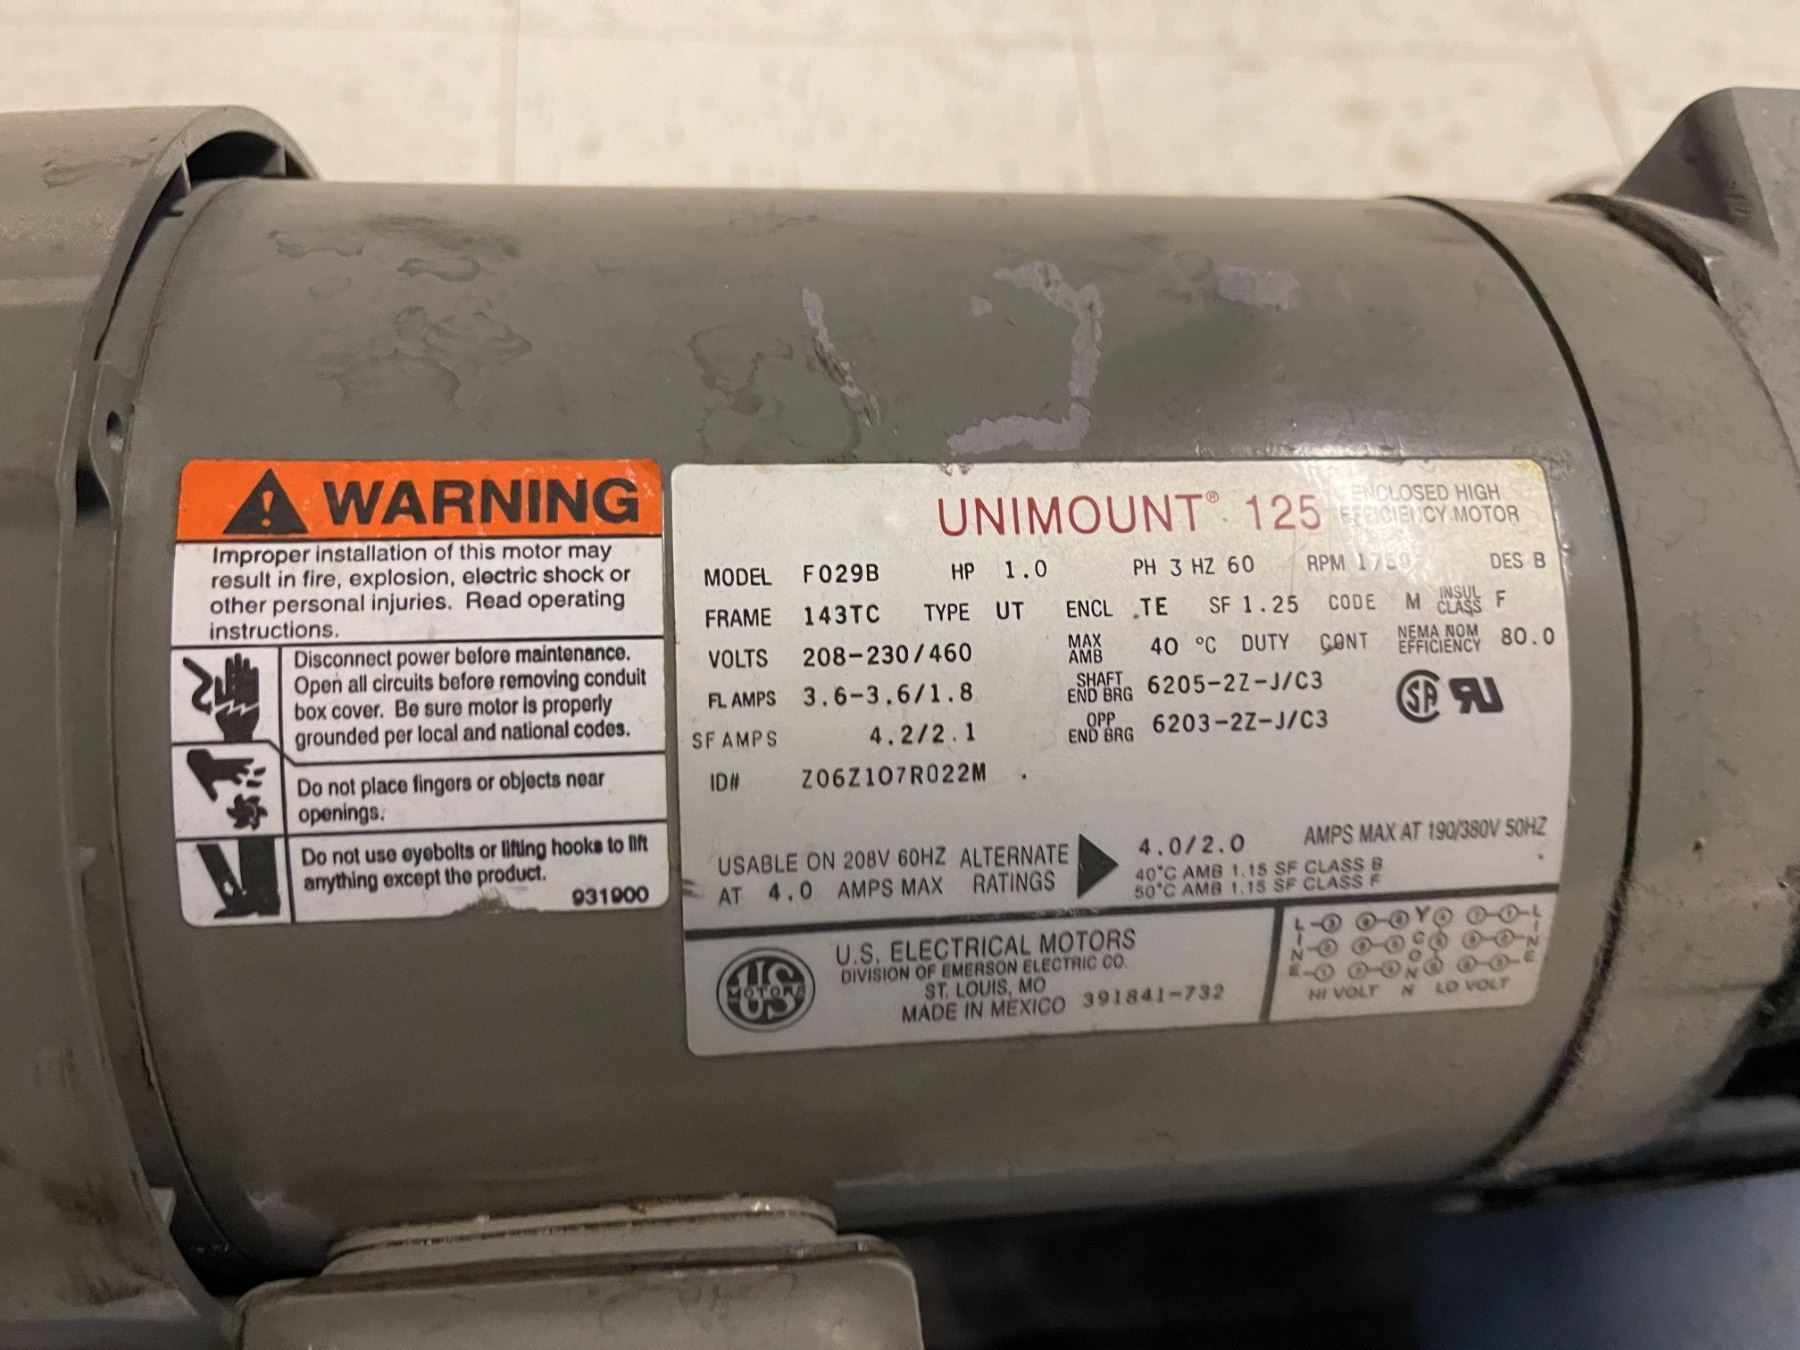 WARNING
Improper installation of this motor may
result in fire, explosion, electric shock or
other personal injuries. Read operating
instructions.
Disconnect power before maintenance.
Open all circuits before removing conduit
box cover. Be sure motor is properly
grounded per local and national codes.
Do not place fingers or objects near
openings.
Do not use eyebolts or lifting hooks to lift
anything except the product.
931900
UNIMOUNT® 125 ENCLOSED HIGH
EFFICIENCY MOTOR
MODEL F029B HP 1.0 PH 3 HZ 60 RPM DES B
FRAME 143TC TYPE UT ENCL TE SF 1.25 CODE M INSUL CLASS F
VOLTS 208-230/460 MAX AMB 40 °C DUTY CONT NEMA NOM EFFICIENCY 80.0
FL AMPS 3.6-3.6/1.8 SHAFT END BRG 6205-2Z-J/C3
SF AMPS 4.2/2.1 OPP END BRG 6203-2Z-J/C3
ID# Z06Z107R022M
USABLE ON 208V 60HZ ALTERNATE 4.0/2.0 AMPS MAX AT 190/380V 50HZ
AT 4.0 AMPS MAX RATINGS 40°C AMB 1.15 SF CLASS B
50°C AMB 1.15 SF CLASS F
US MOTORS
U.S. ELECTRICAL MOTORS
DIVISION OF EMERSON ELECTRIC CO.
ST. LOUIS, MO
MADE IN MEXICO 391841-732
LINE
Y CONN
LINE
HI VOLT LO VOLT